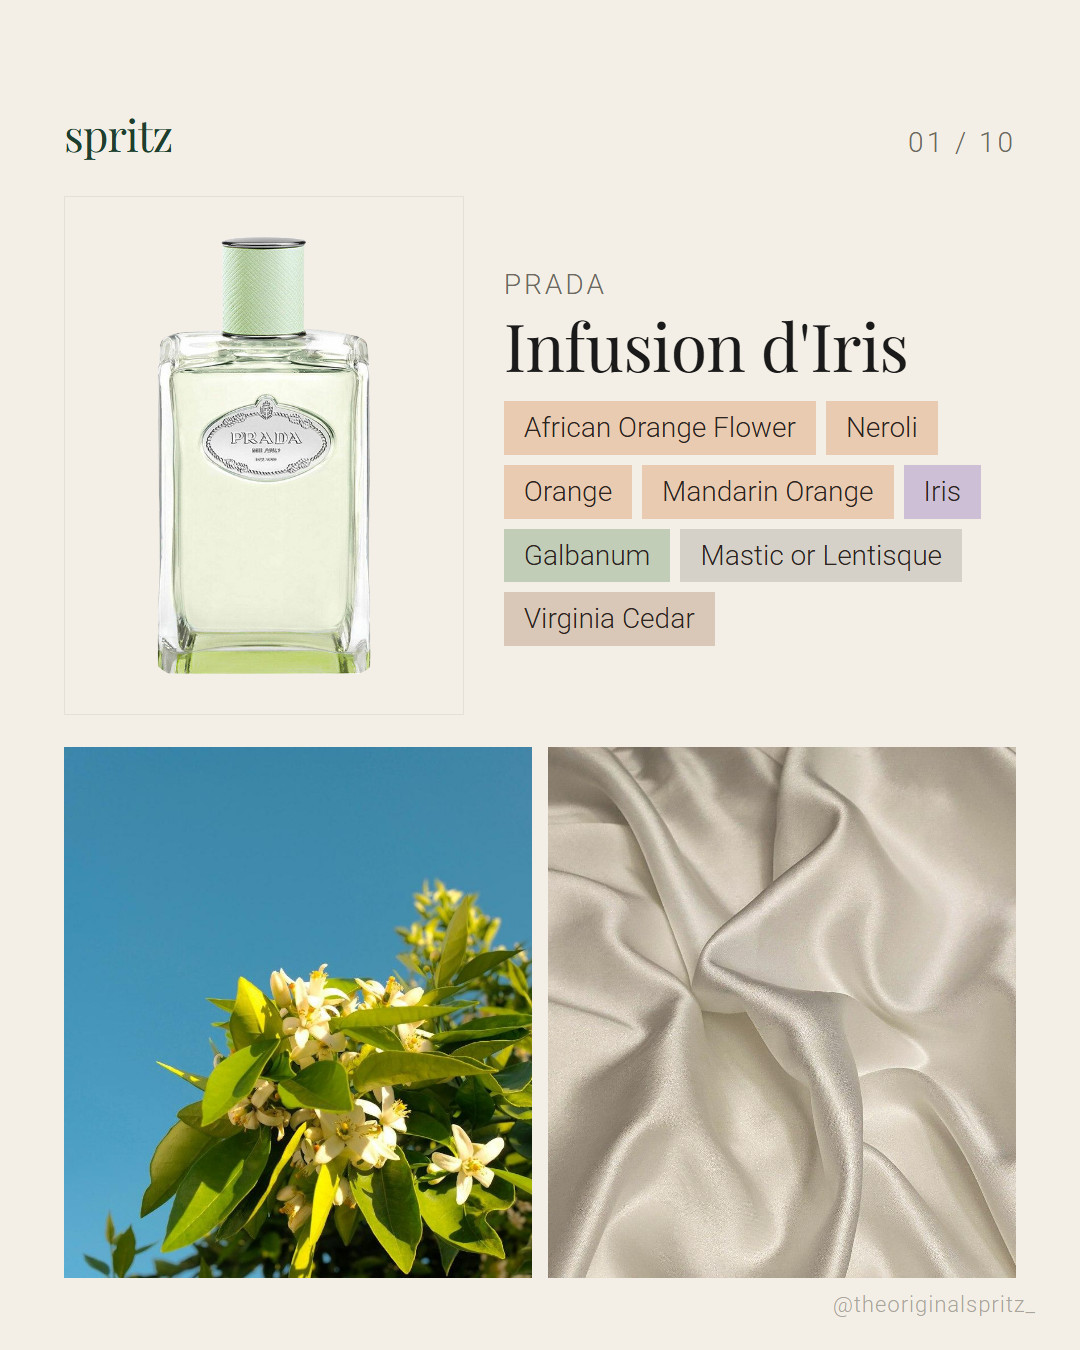 spritz
01 / 10
PRADA
Infusion d'Iris
African Orange Flower
Neroli
Orange
Mandarin Orange
Iris
Galbanum
Mastic or Lentisque
Virginia Cedar
PRADA
@theoriginalspritz_